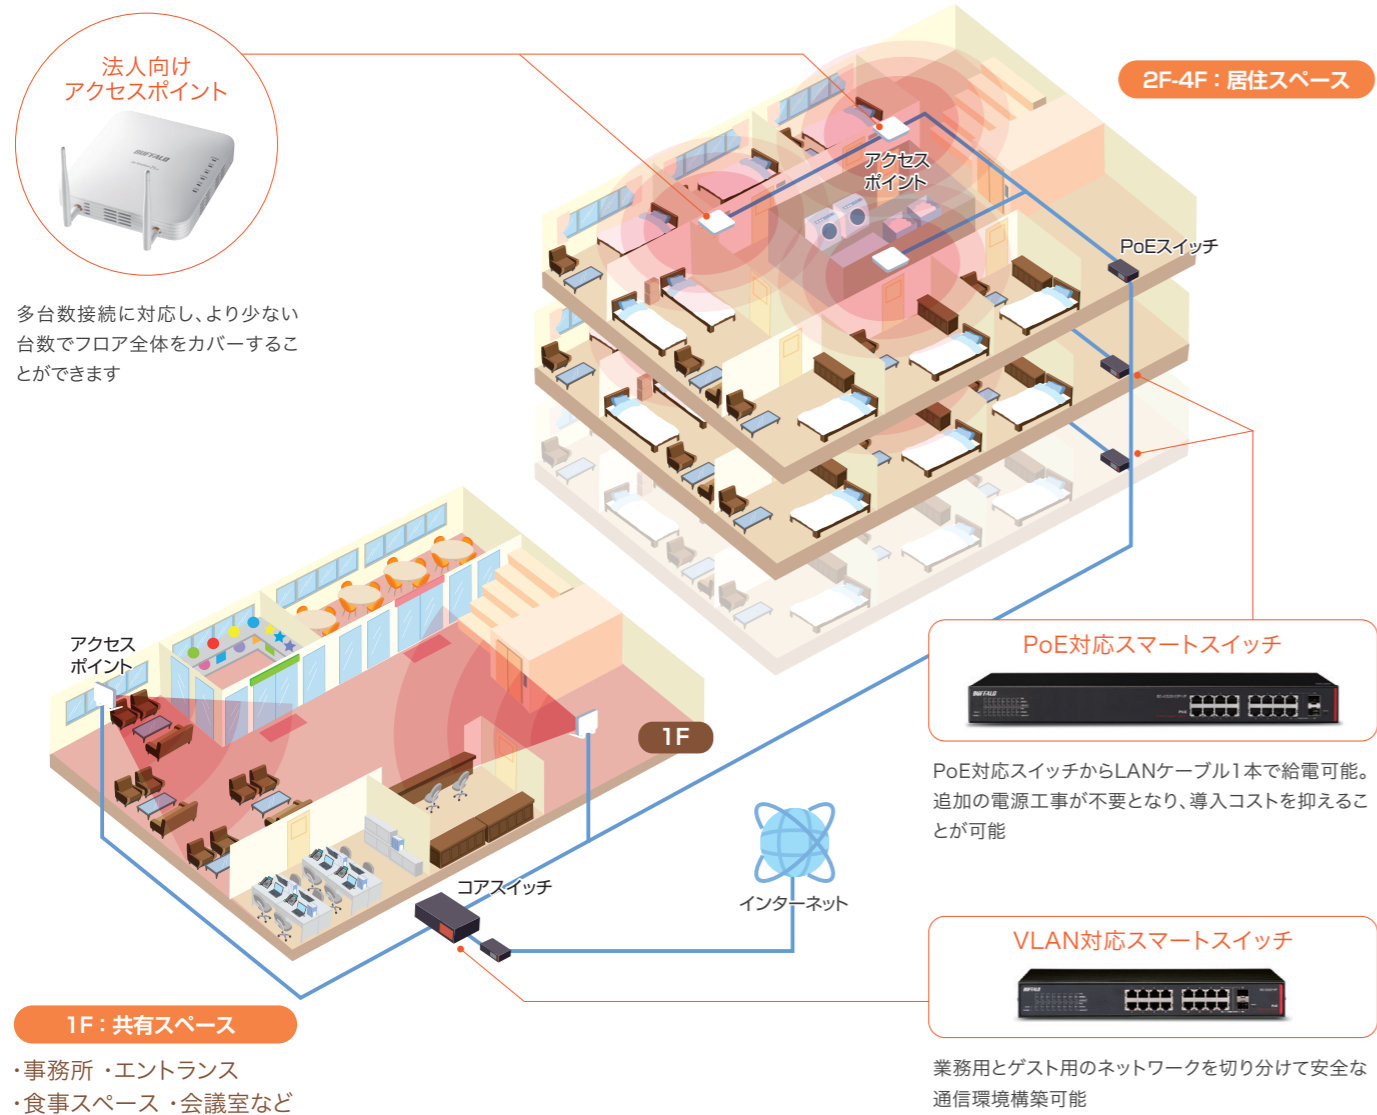 法人向け
アクセスポイント
BUFFALO
多台数接続に対応し、より少ない
台数でフロア全体をカバーするこ
とができます
2F-4F：居住スペース
アクセス
ポイント
PoEスイッチ
アクセス
ポイント
1F
コアスイッチ
インターネット
PoE対応スマートスイッチ
BUFFALO
PoE対応スイッチからLANケーブル1本で給電可能。
追加の電源工事が不要となり、導入コストを抑えるこ
とが可能
VLAN対応スマートスイッチ
BUFFALO
業務用とゲスト用のネットワークを切り分けて安全な
通信環境構築可能
1F：共有スペース
・事務所 ・エントランス
・食事スペース ・会議室など